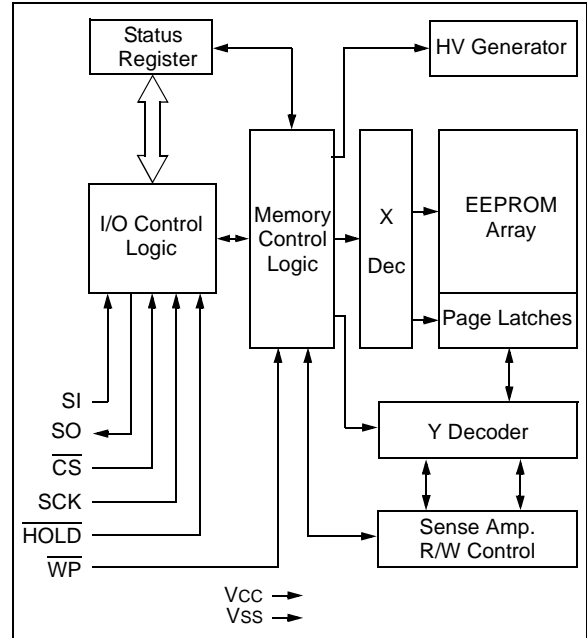 Status
Register
HV Generator
I/O Control
Logic
Memory
Control
Logic
X
Dec
EEPROM
Array
Page Latches
SI
SO
CS
SCK
HOLD
WP
Y Decoder
Sense Amp.
R/W Control
VCC
VSS